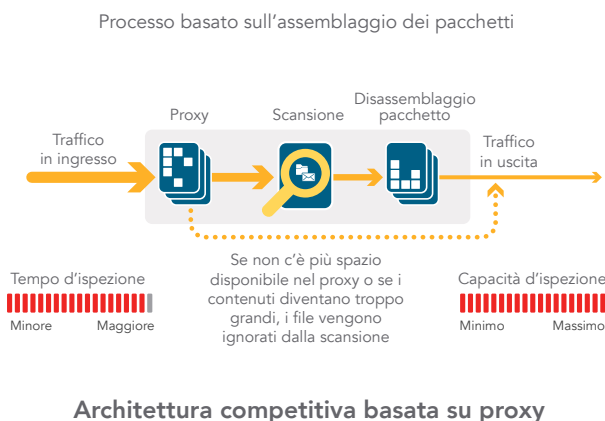 Processo basato sull'assemblaggio dei pacchetti
Traffico
in ingresso
Proxy
Scansione
Disassemblaggio
pacchetto
Traffico
in uscita
Se non c'è più spazio
disponibile nel proxy o se i
contenuti diventano troppo
grandi, i file vengono
ignorati dalla scansione
Tempo d'ispezione
Minore Maggiore
Capacità d'ispezione
Minimo Massimo
Architettura competitiva basata su proxy